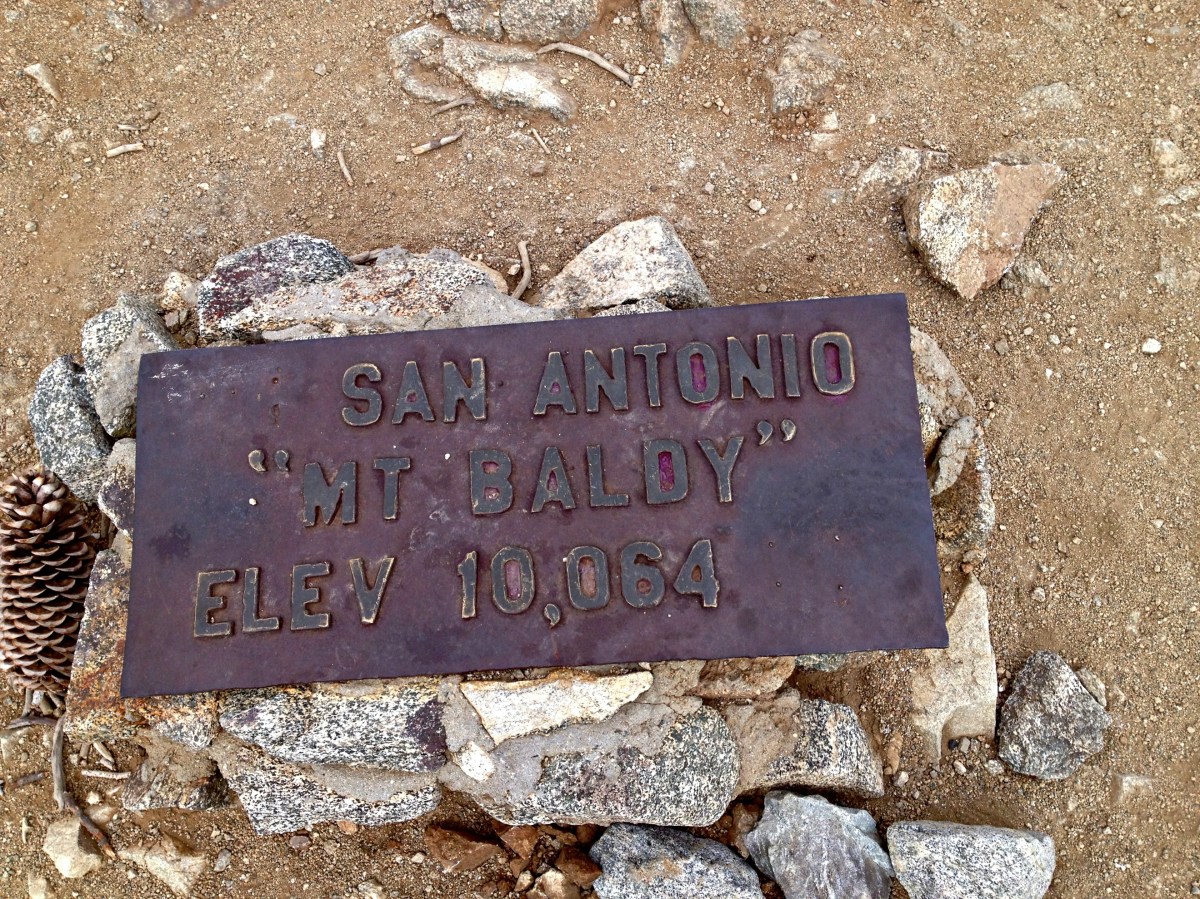 SAN ANTONIO
“MT BALDY”
ELEV 10,064